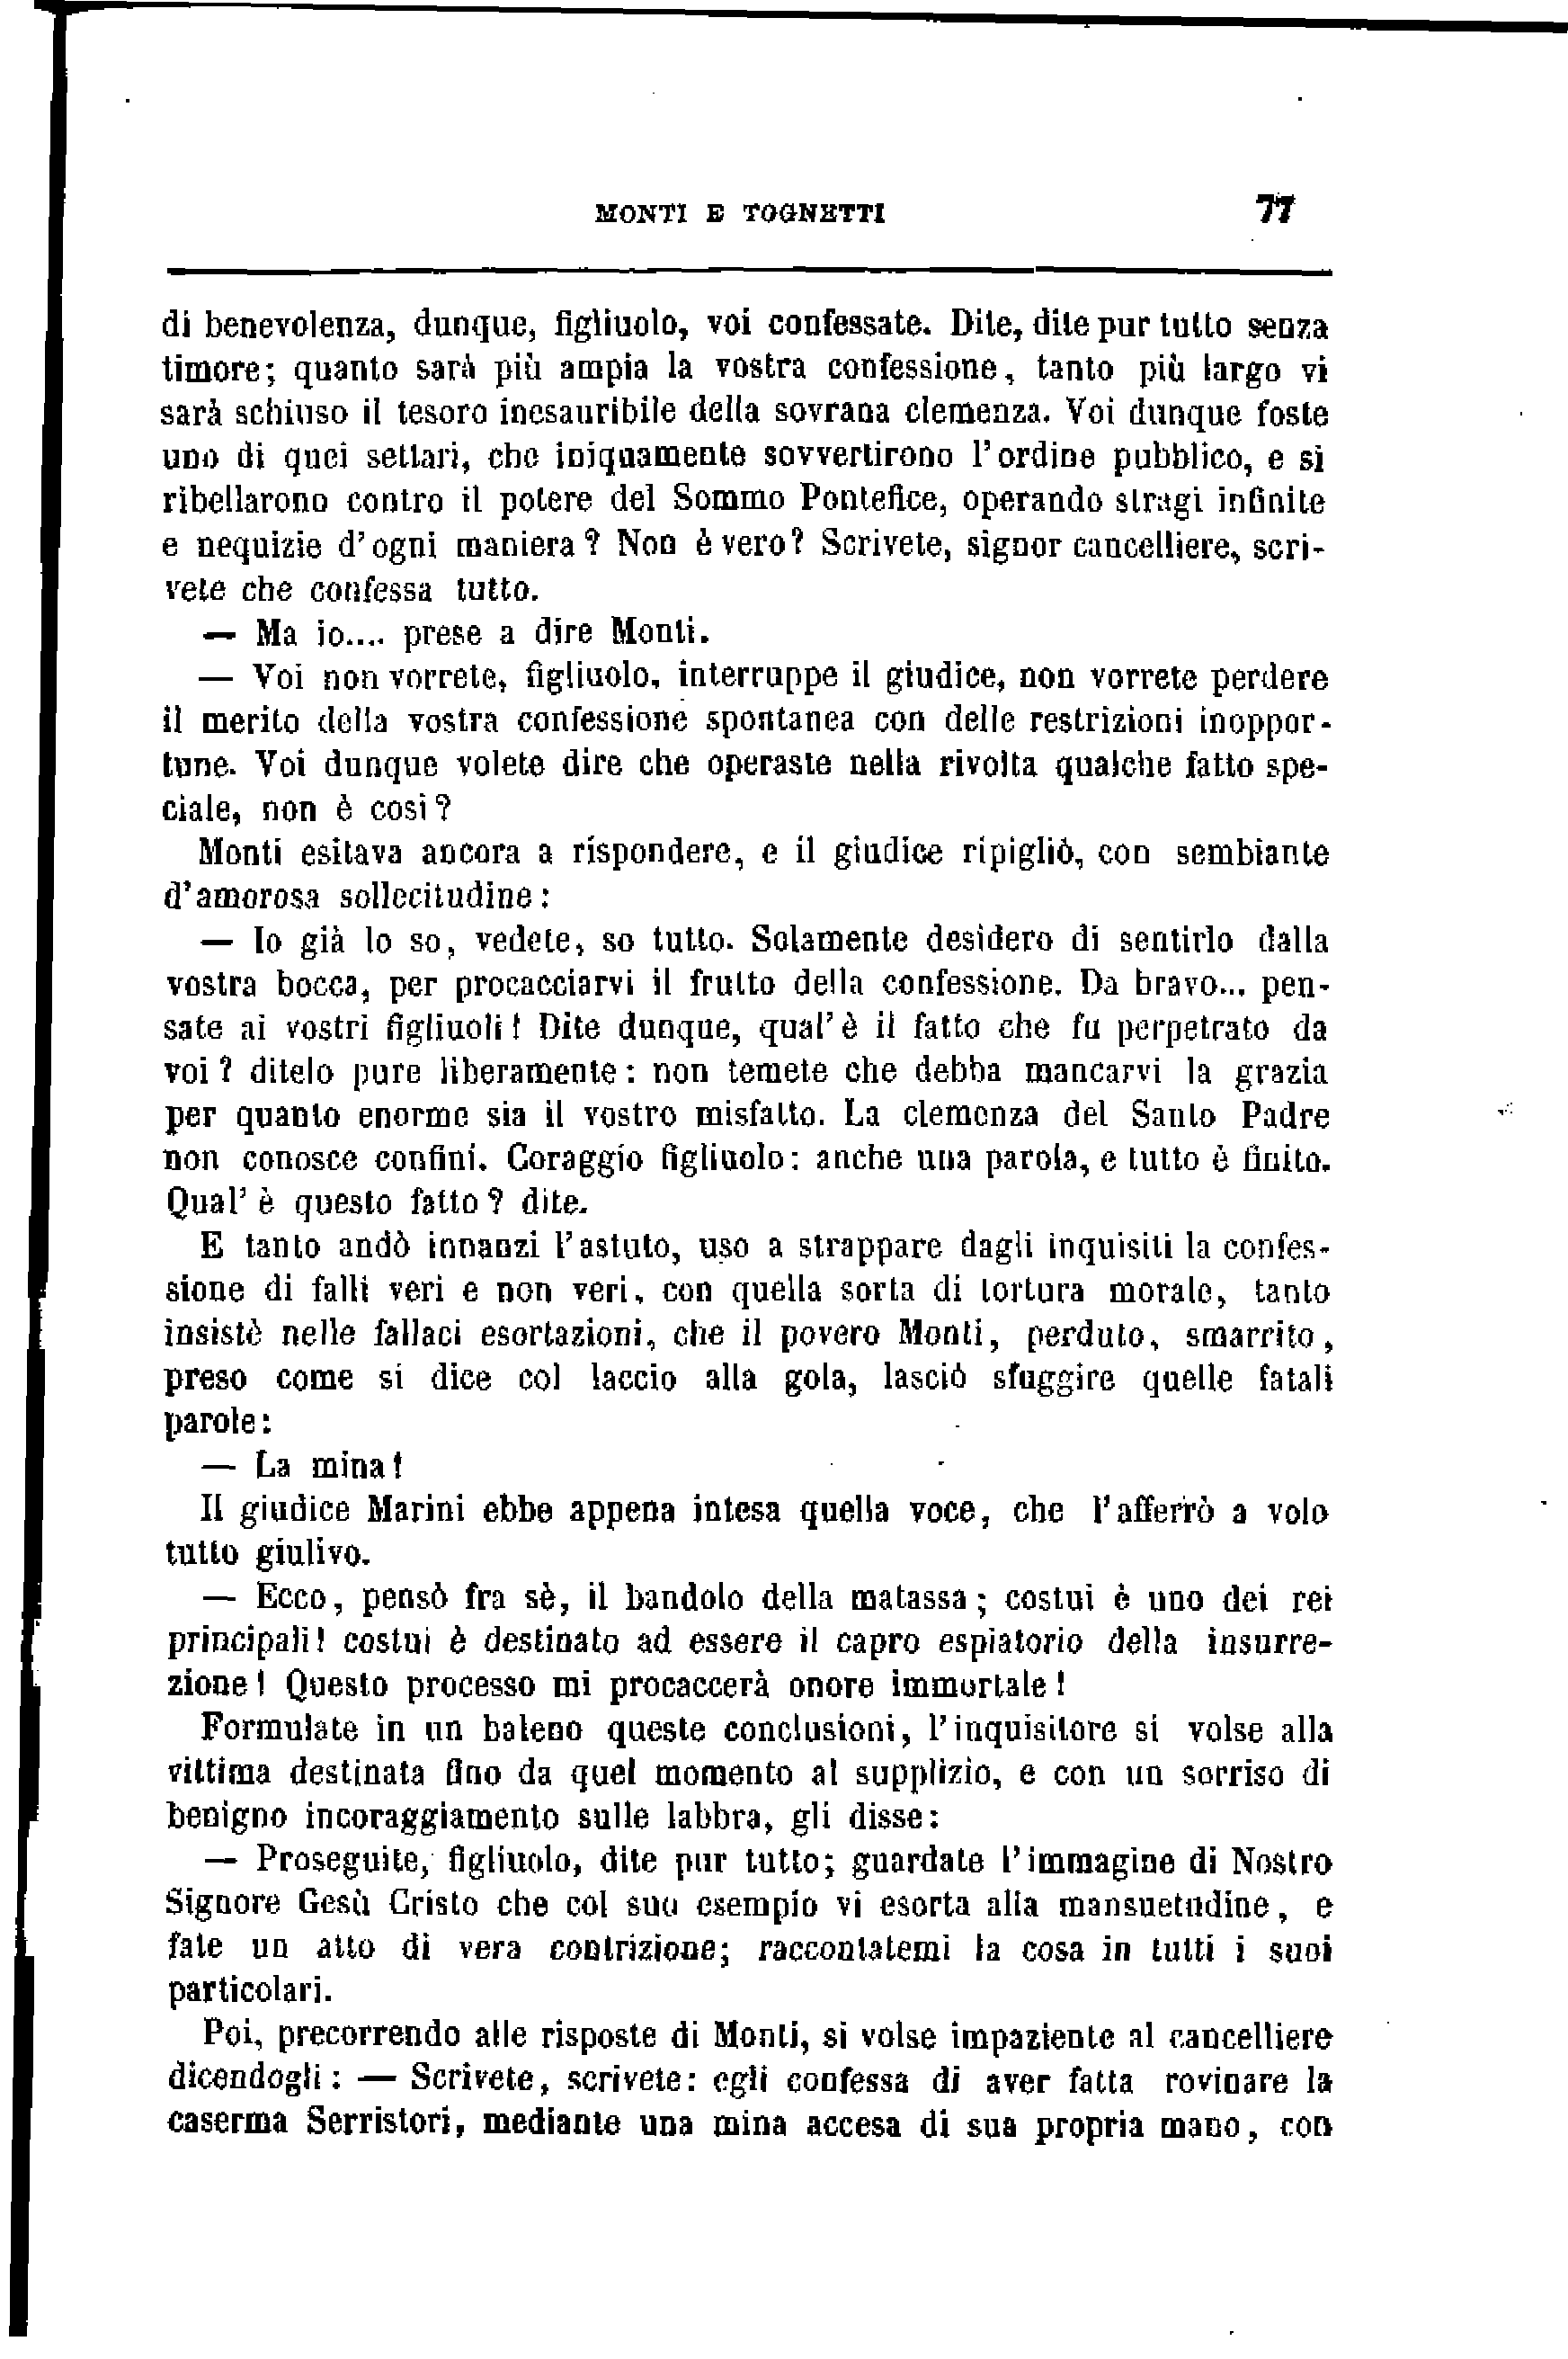 MONTI E TOGNETTI 77
di benevolenza, dunque, figliuolo, voi confessate. Dite, dite pur tutto senza
timore; quanto sarà più ampia la vostra confessione, tanto più largo vi
sarà schiuso il tesoro inesauribile della sovrana clemenza. Voi dunque foste
uno di quei settari, che iniquamente sovvertirono l'ordine pubblico, e si
ribellarono contro il potere del Sommo Pontefice, operando stragi infinite
e nequizie d'ogni maniera? Non è vero? Scrivete, signor cancelliere, scri-
vete che confessa tutto.
— Ma io.... prese a dire Monti.
— Voi non vorrete, figliuolo, interruppe il giudice, non vorrete perdere
il merito della vostra confessione spontanea con delle restrizioni inoppor-
tune. Voi dunque volete dire che operaste nella rivolta qualche fatto spe-
ciale, non è così?
Monti esitava ancora a rispondere, e il giudice ripigliò, con sembiante
d'amorosa sollecitudine:
— Io già lo so, vedete, so tutto. Solamente desidero di sentirlo dalla
vostra bocca, per procacciarvi il frutto della confessione. Da bravo... pen-
sate ai vostri figliuoli! Dite dunque, qual'è il fatto che fu perpetrato da
voi? ditelo pure liberamente: non temete che debba mancarvi la grazia
per quanto enorme sia il vostro misfatto. La clemenza del Santo Padre
non conosce confini. Coraggio figliuolo: anche una parola, e tutto è finito.
Qual'è questo fatto? dite.
E tanto andò innanzi l'astuto, uso a strappare dagli inquisiti la confes-
sione di falli veri e non veri, con quella sorta di tortura morale, tanto
insistè nelle fallaci esortazioni, che il povero Monti, perduto, smarrito,
preso come si dice col laccio alla gola, lasciò sfuggire quelle fatali
parole:
— La mina!
Il giudice Marini ebbe appena intesa quella voce, che l'afferrò a volo
tutto giulivo.
— Ecco, pensò fra sè, il bandolo della matassa; costui è uno dei rei
principali! costui è destinato ad essere il capro espiatorio della insurre-
zione! Questo processo mi procaccerà onore immortale!
Formulate in un baleno queste conclusioni, l'inquisitore si volse alla
vittima destinata fino da quel momento al supplizio, e con un sorriso di
benigno incoraggiamento sulle labbra, gli disse:
— Proseguite, figliuolo, dite pur tutto; guardate l'immagine di Nostro
Signore Gesù Cristo che col suo esempio vi esorta alla mansuetudine, e
fate un atto di vera contrizione; raccontatemi la cosa in tutti i suoi
particolari.
Poi, precorrendo alle risposte di Monti, si volse impaziente al cancelliere
dicendogli: — Scrivete, scrivete: egli confessa di aver fatta rovinare la
caserma Serristori, mediante una mina accesa di sua propria mano, con